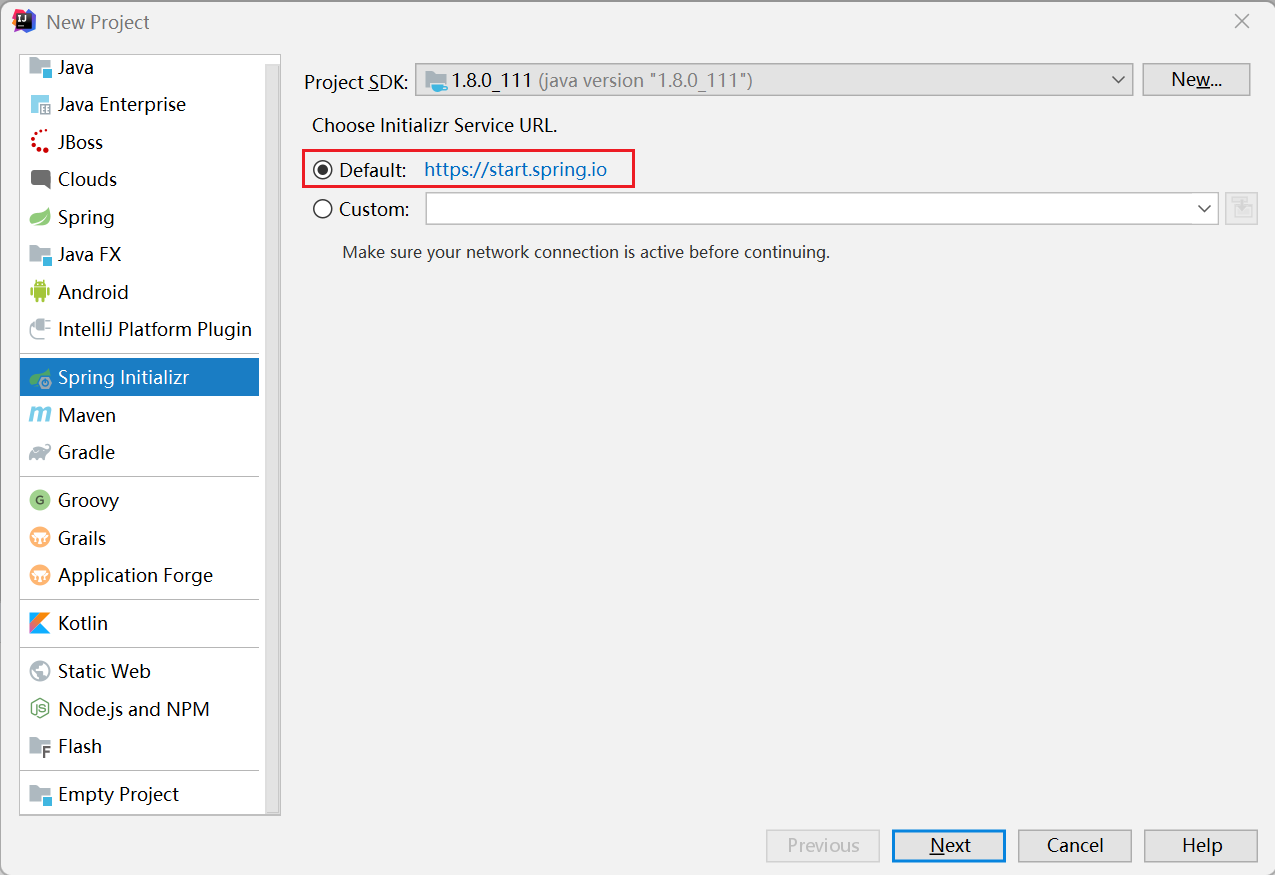 New Project
Java
Java Enterprise
JBoss
Clouds
Spring
Java FX
Android
IntelliJ Platform Plugin
Spring Initializr
Maven
Gradle
Groovy
Grails
Application Forge
Kotlin
Static Web
Node.js and NPM
Flash
Empty Project
Project SDK: 1.8.0_111 (java version "1.8.0_111") New...
Choose Initializr Service URL.
Default: https://start.spring.io
Custom:
Make sure your network connection is active before continuing.
Previous Next Cancel Help